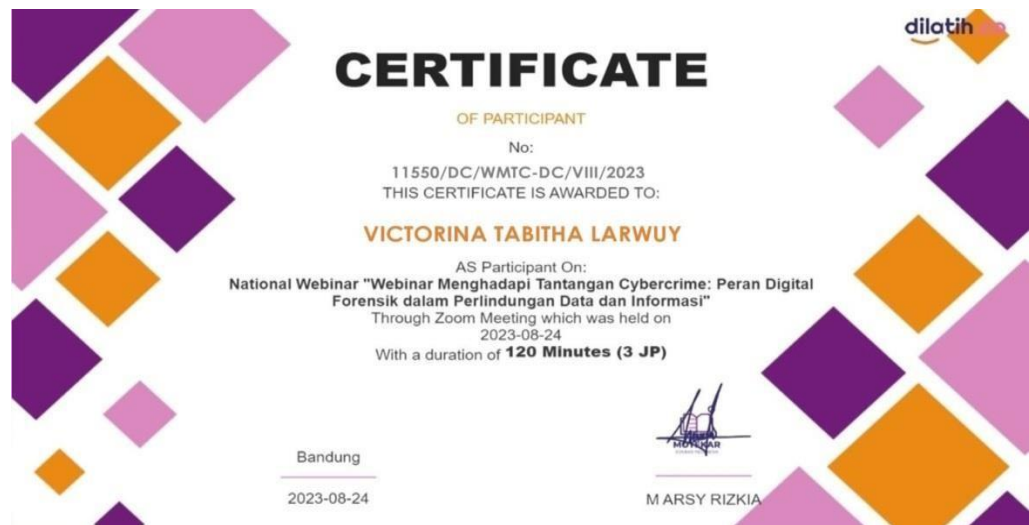 dilatih
CERTIFICATE
OF PARTICIPANT
No:
11550/DC/WMTC-DC/VIII/2023
THIS CERTIFICATE IS AWARDED TO:
VICTORINA TABITHA LARWUY
AS Participant On:
National Webinar "Webinar Menghadapi Tantangan Cybercrime: Peran Digital
Forensik dalam Perlindungan Data dan Informasi"
Through Zoom Meeting which was held on
2023-08-24
With a duration of 120 Minutes (3 JP)
Bandung
2023-08-24
M ARSY RIZKIA